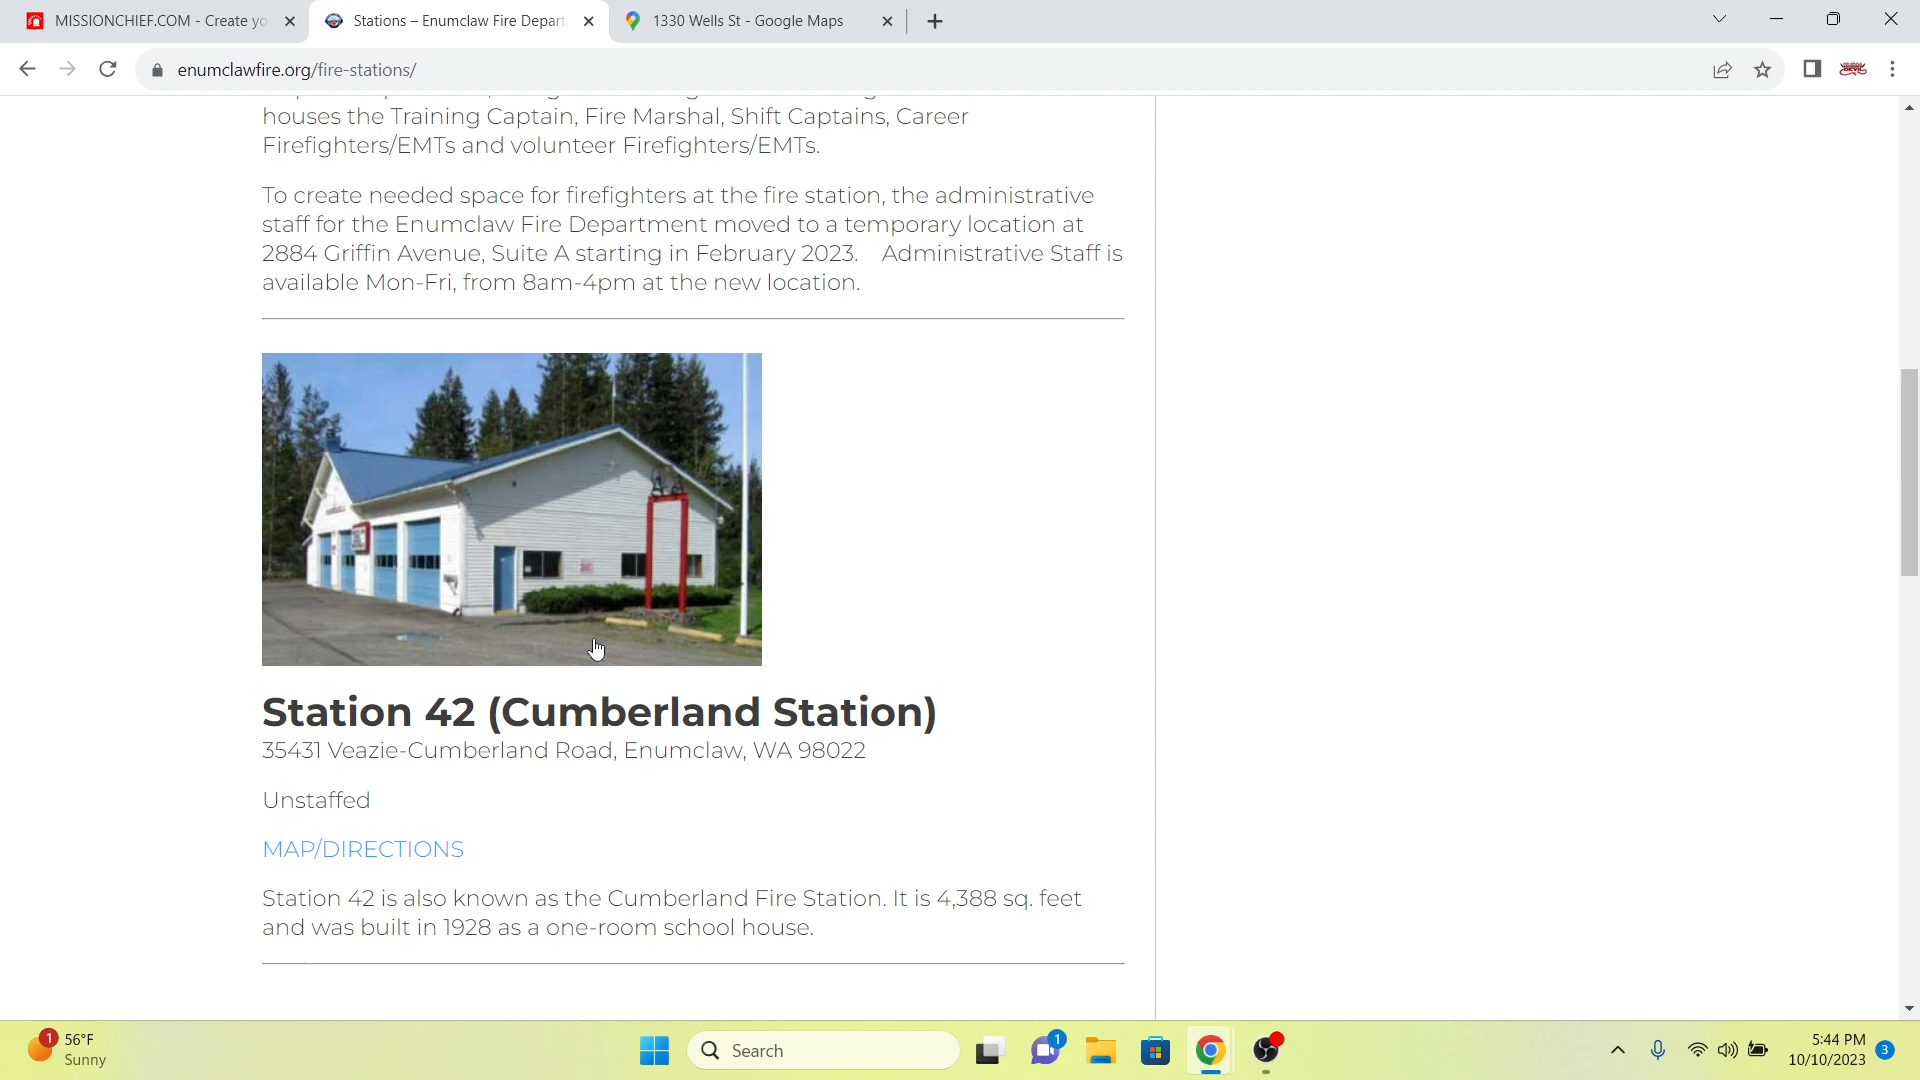 MISSIONCHIEF.COM - Create yo
Stations – Enumclaw Fire Depart
1330 Wells St - Google Maps
enumclawfire.org/fire-stations/
houses the Training Captain, Fire Marshal, Shift Captains, Career
Firefighters/EMTs and volunteer Firefighters/EMTs.
To create needed space for firefighters at the fire station, the administrative
staff for the Enumclaw Fire Department moved to a temporary location at
2884 Griffin Avenue, Suite A starting in February 2023. Administrative Staff is
available Mon-Fri, from 8am-4pm at the new location.
Station 42 (Cumberland Station)
35431 Veazie-Cumberland Road, Enumclaw, WA 98022
Unstaffed
MAP/DIRECTIONS
Station 42 is also known as the Cumberland Fire Station. It is 4,388 sq. feet
and was built in 1928 as a one-room school house.
1
56°F
Sunny
Search
1
5:44 PM
10/10/2023
3